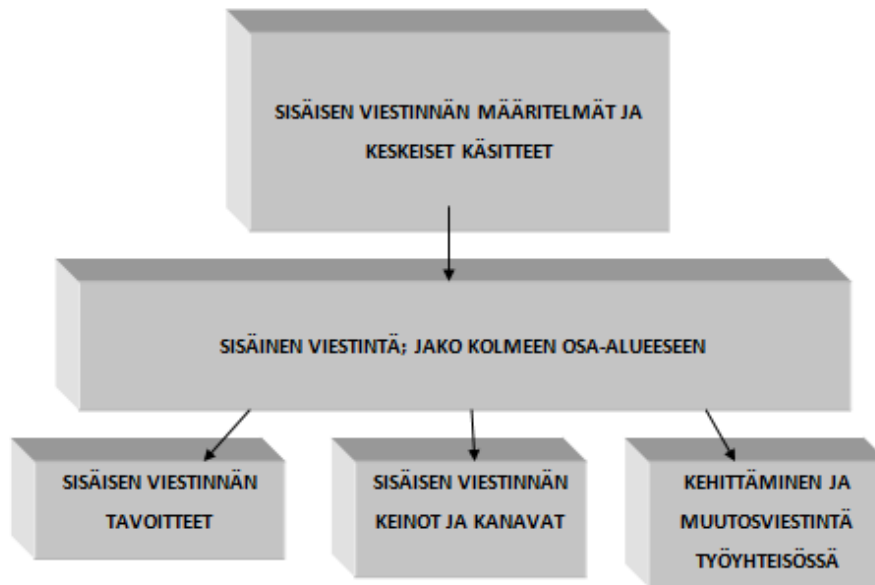 SISÄISEN VIESTINNÄN MÄÄRITELMÄT JA
KESKEISET KÄSITTEET
SISÄINEN VIESTINTÄ; JAKO KOLMEEN OSA-ALUEESEEN
SISÄISEN VIESTINNÄN
TAVOITTEET
SISÄISEN VIESTINNÄN
KEINOT JA KANAVAT
KEHITTÄMINEN JA
MUUTOSVIESTINTÄ
TYÖYHTEISÖSSÄ